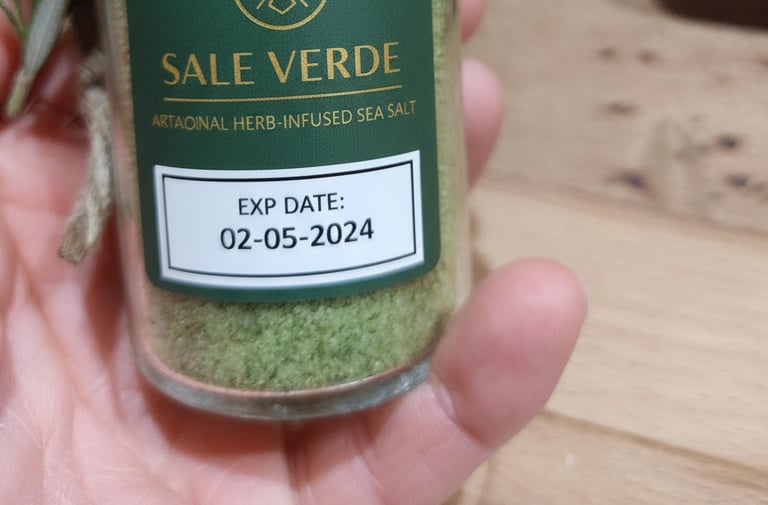 SALE VERDE
ARTAOINAL HERB-INFUSED SEA SALT
EXP DATE:
02-05-2024